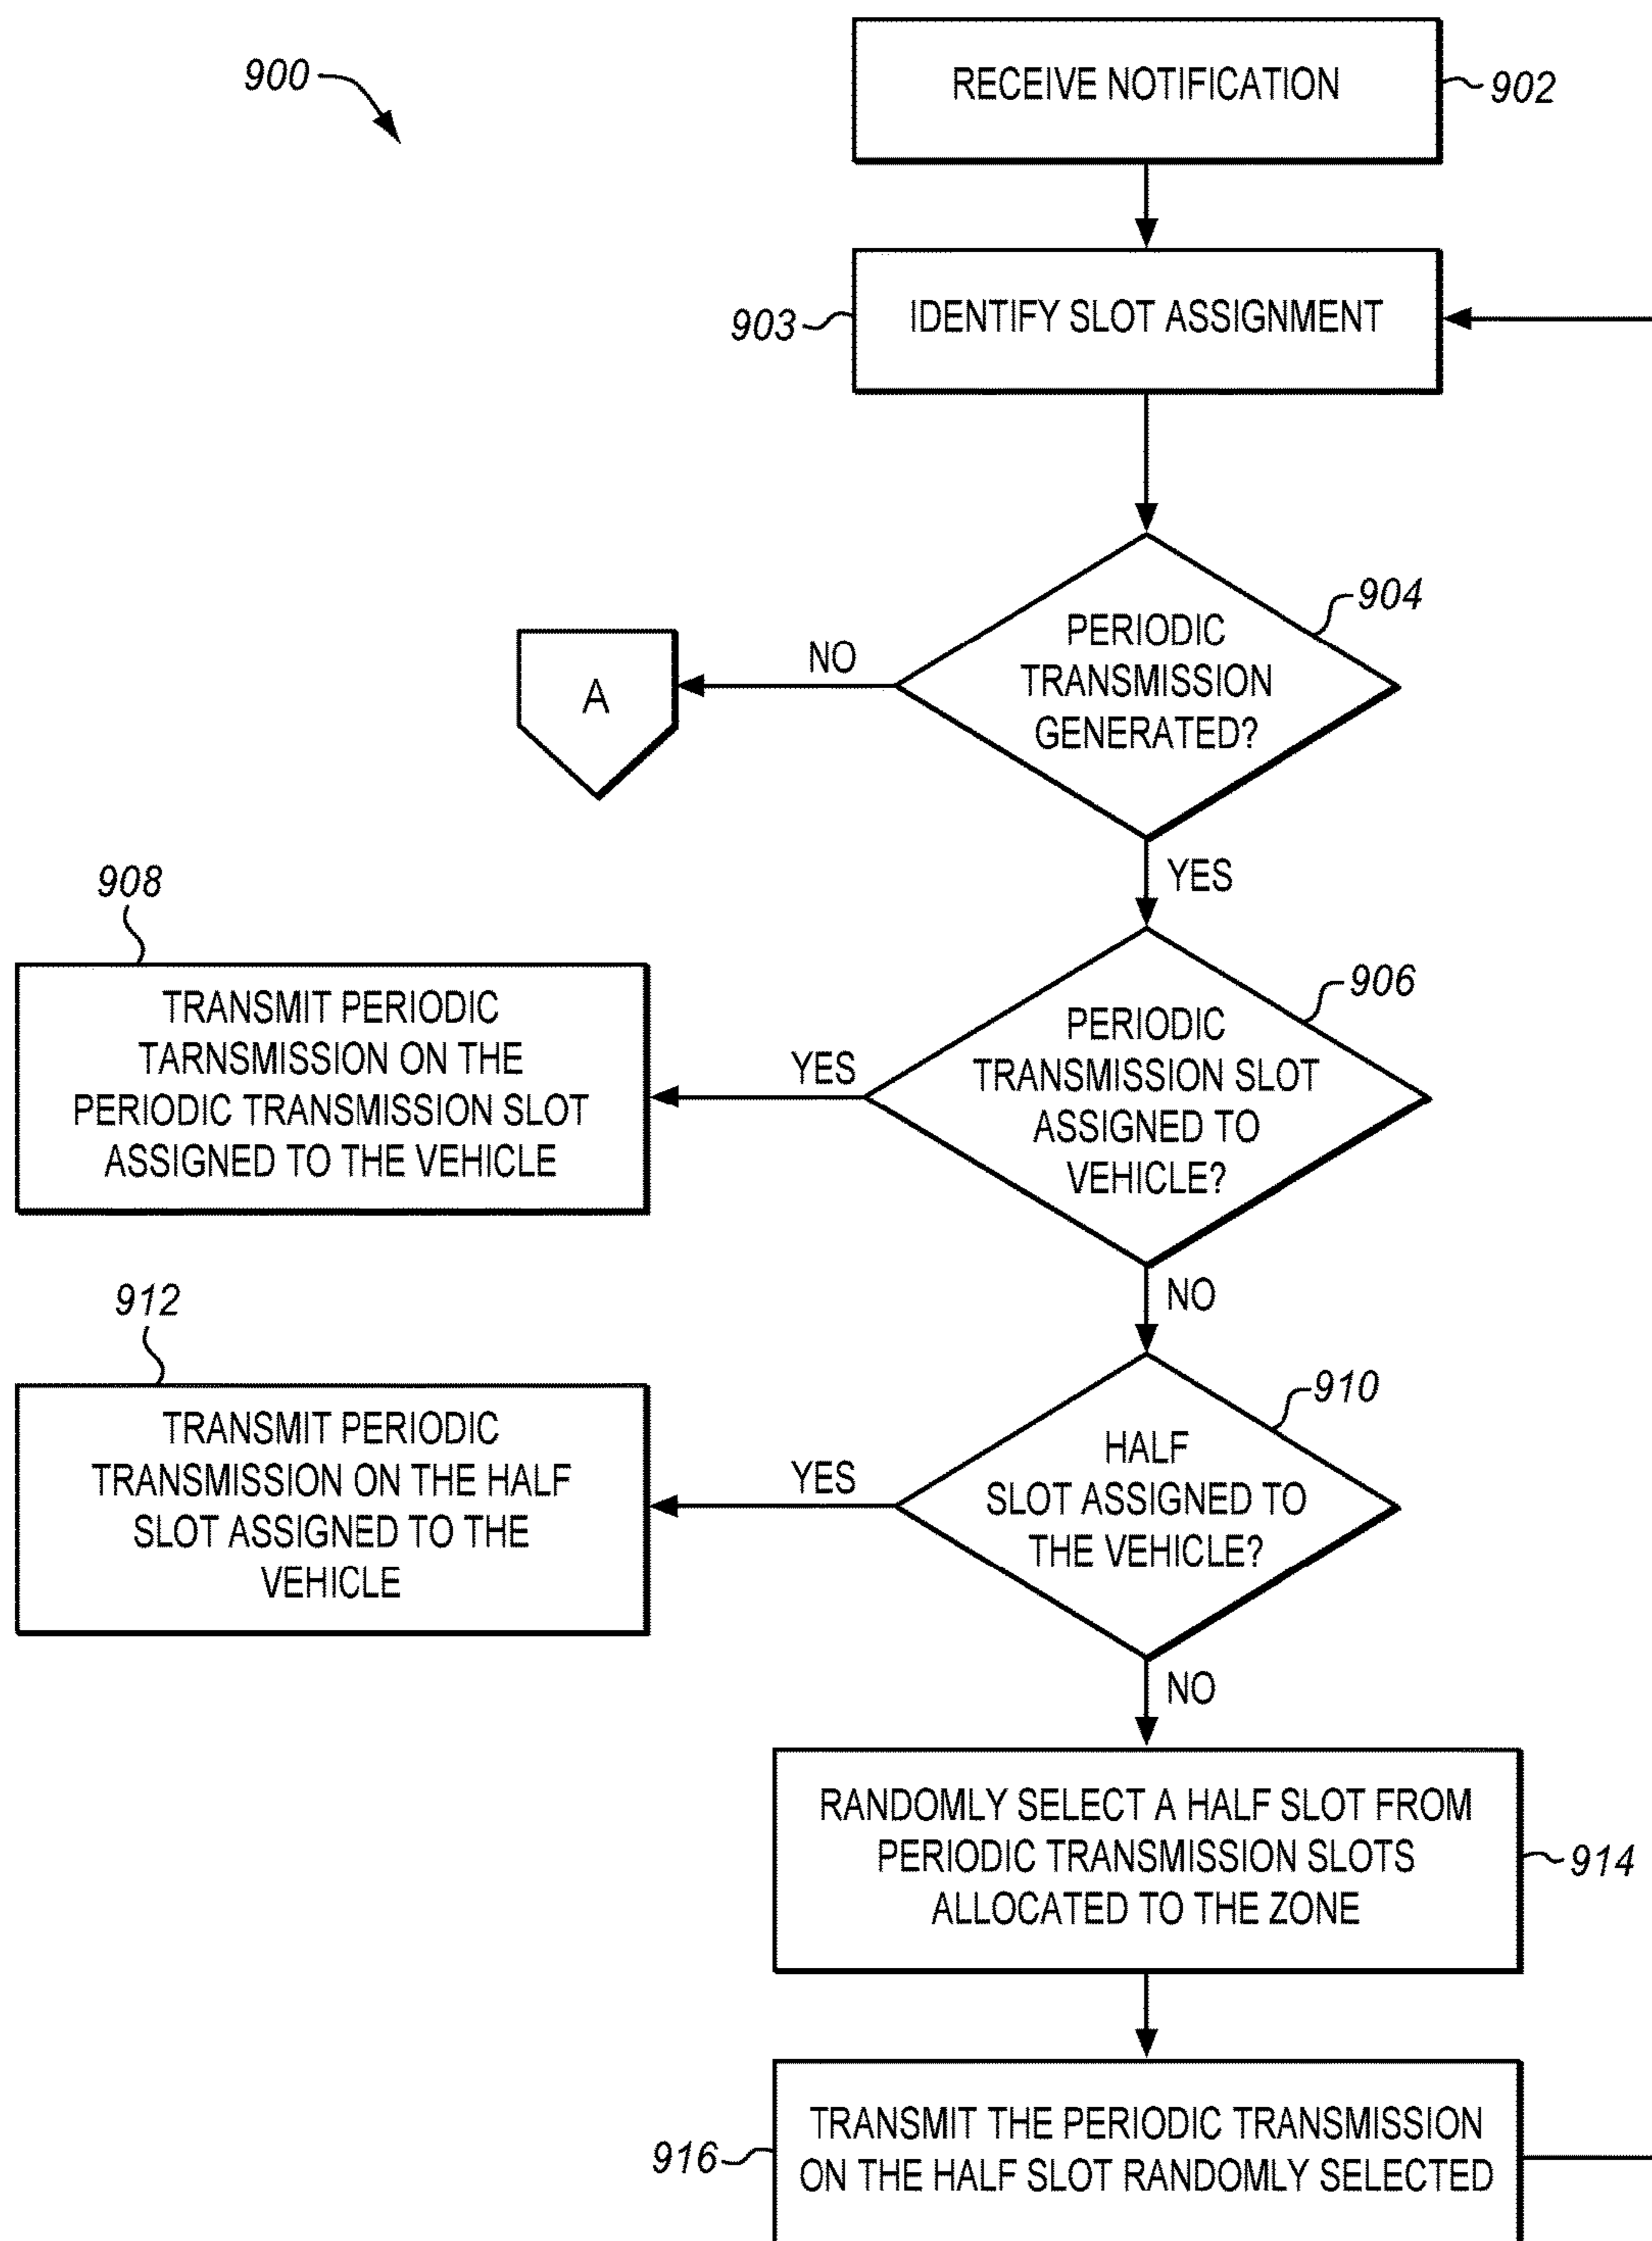 900
RECEIVE NOTIFICATION
902
903
IDENTIFY SLOT ASSIGNMENT
904
PERIODIC
TRANSMISSION
GENERATED?
NO
A
YES
908
906
TRANSMIT PERIODIC
TARNSMISSION ON THE
PERIODIC TRANSMISSION SLOT
ASSIGNED TO THE VEHICLE
YES
PERIODIC
TRANSMISSION SLOT
ASSIGNED TO
VEHICLE?
NO
912
910
TRANSMIT PERIODIC
TRANSMISSION ON THE HALF
SLOT ASSIGNED TO THE
VEHICLE
YES
HALF
SLOT ASSIGNED TO
THE VEHICLE?
NO
RANDOMLY SELECT A HALF SLOT FROM
PERIODIC TRANSMISSION SLOTS
ALLOCATED TO THE ZONE
914
916
TRANSMIT THE PERIODIC TRANSMISSION
ON THE HALF SLOT RANDOMLY SELECTED